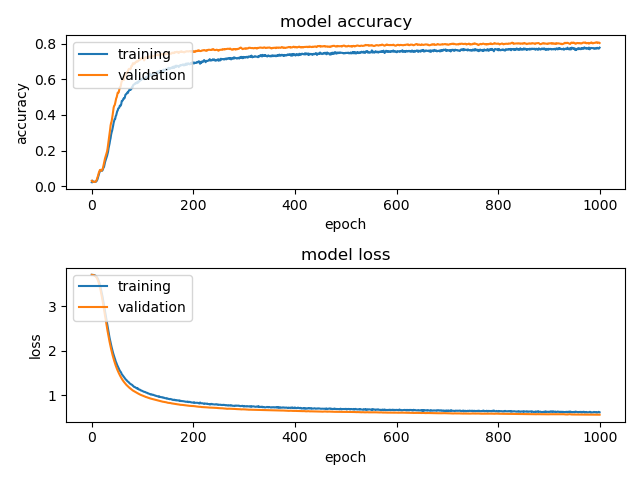 model accuracy
training
validation
accuracy
0.8
0.6
0.4
0.2
0.0
0 200 400 600 800 1000
epoch
model loss
training
validation
loss
3
2
1
0 200 400 600 800 1000
epoch